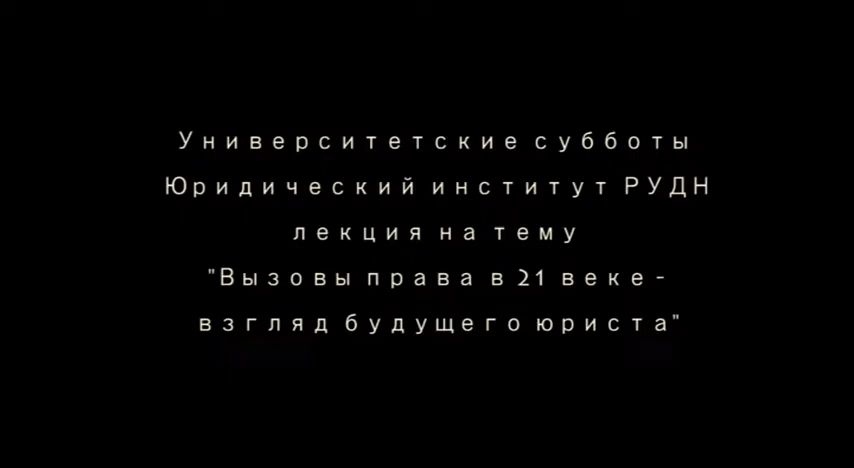 Университетские субботы
Юридический институт РУДН
лекция на тему
"Вызовы права в 21 веке -
взгляд будущего юриста"